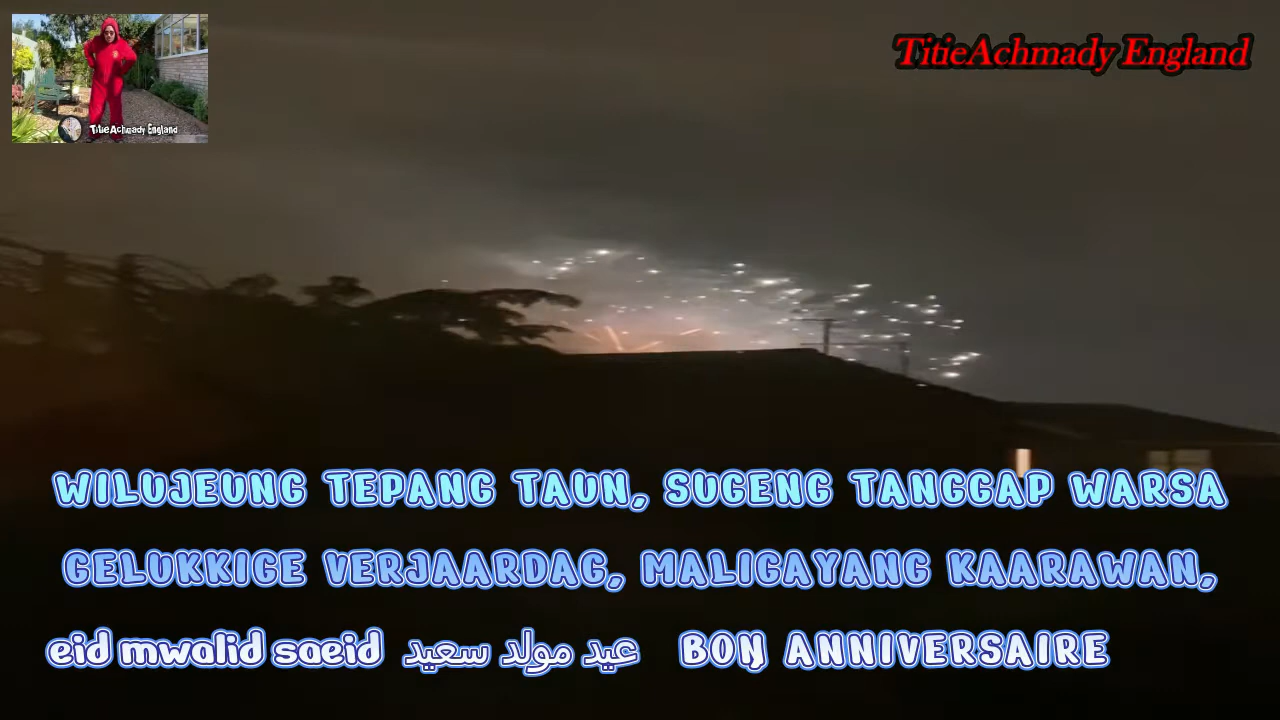 TitieAchmady England
TitieAchmady England
WILUJEUNG TEPANG TAUN, SUGENG TANGGAP WARSA
GELUKKIGE VERJAARDAG, MALIGAYANG KAARAWAN,
eid mwalid saeid عيد مولد سعيد BON ANNIVERSAIRE